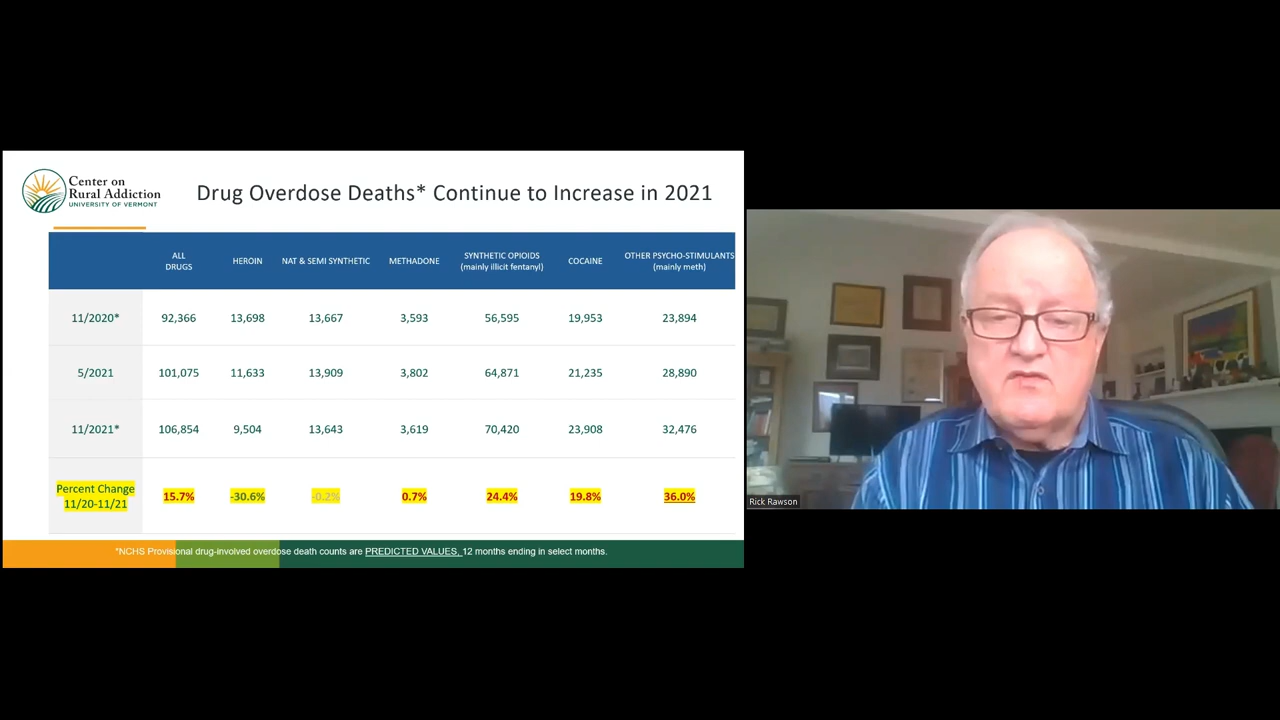 Center on
Rural Addiction
UNIVERSITY OF VERMONT
Drug Overdose Deaths* Continue to Increase in 2021
ALL
DRUGS
HEROIN
NAT & SEMI SYNTHETIC
METHADONE
SYNTHETIC OPIOIDS
(mainly illicit fentanyl)
COCAINE
OTHER PSYCHO-STIMULANTS
(mainly meth)
11/2020* 92,366 13,698 13,667 3,593 56,595 19,953 23,894
5/2021 101,075 11,633 13,909 3,802 64,871 21,235 28,890
11/2021* 106,854 9,504 13,643 3,619 70,420 23,908 32,476
Percent Change
11/20-11/21
15.7% -30.6% -0.2% 0.7% 24.4% 19.8% 36.0%
*NCHS Provisional drug-involved overdose death counts are PREDICTED VALUES, 12 months ending in select months.
Rick Rawson